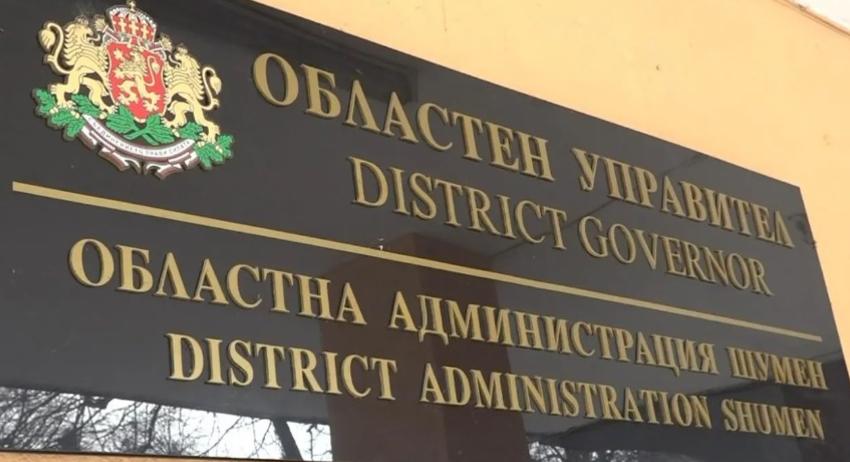 ОБЛАСТЕН УПРАВИТЕЛ
DISTRICT GOVERNOR
ОБЛАСТНА АДМИНИСТРАЦИЯ ШУМЕН
DISTRICT ADMINISTRATION SHUMEN